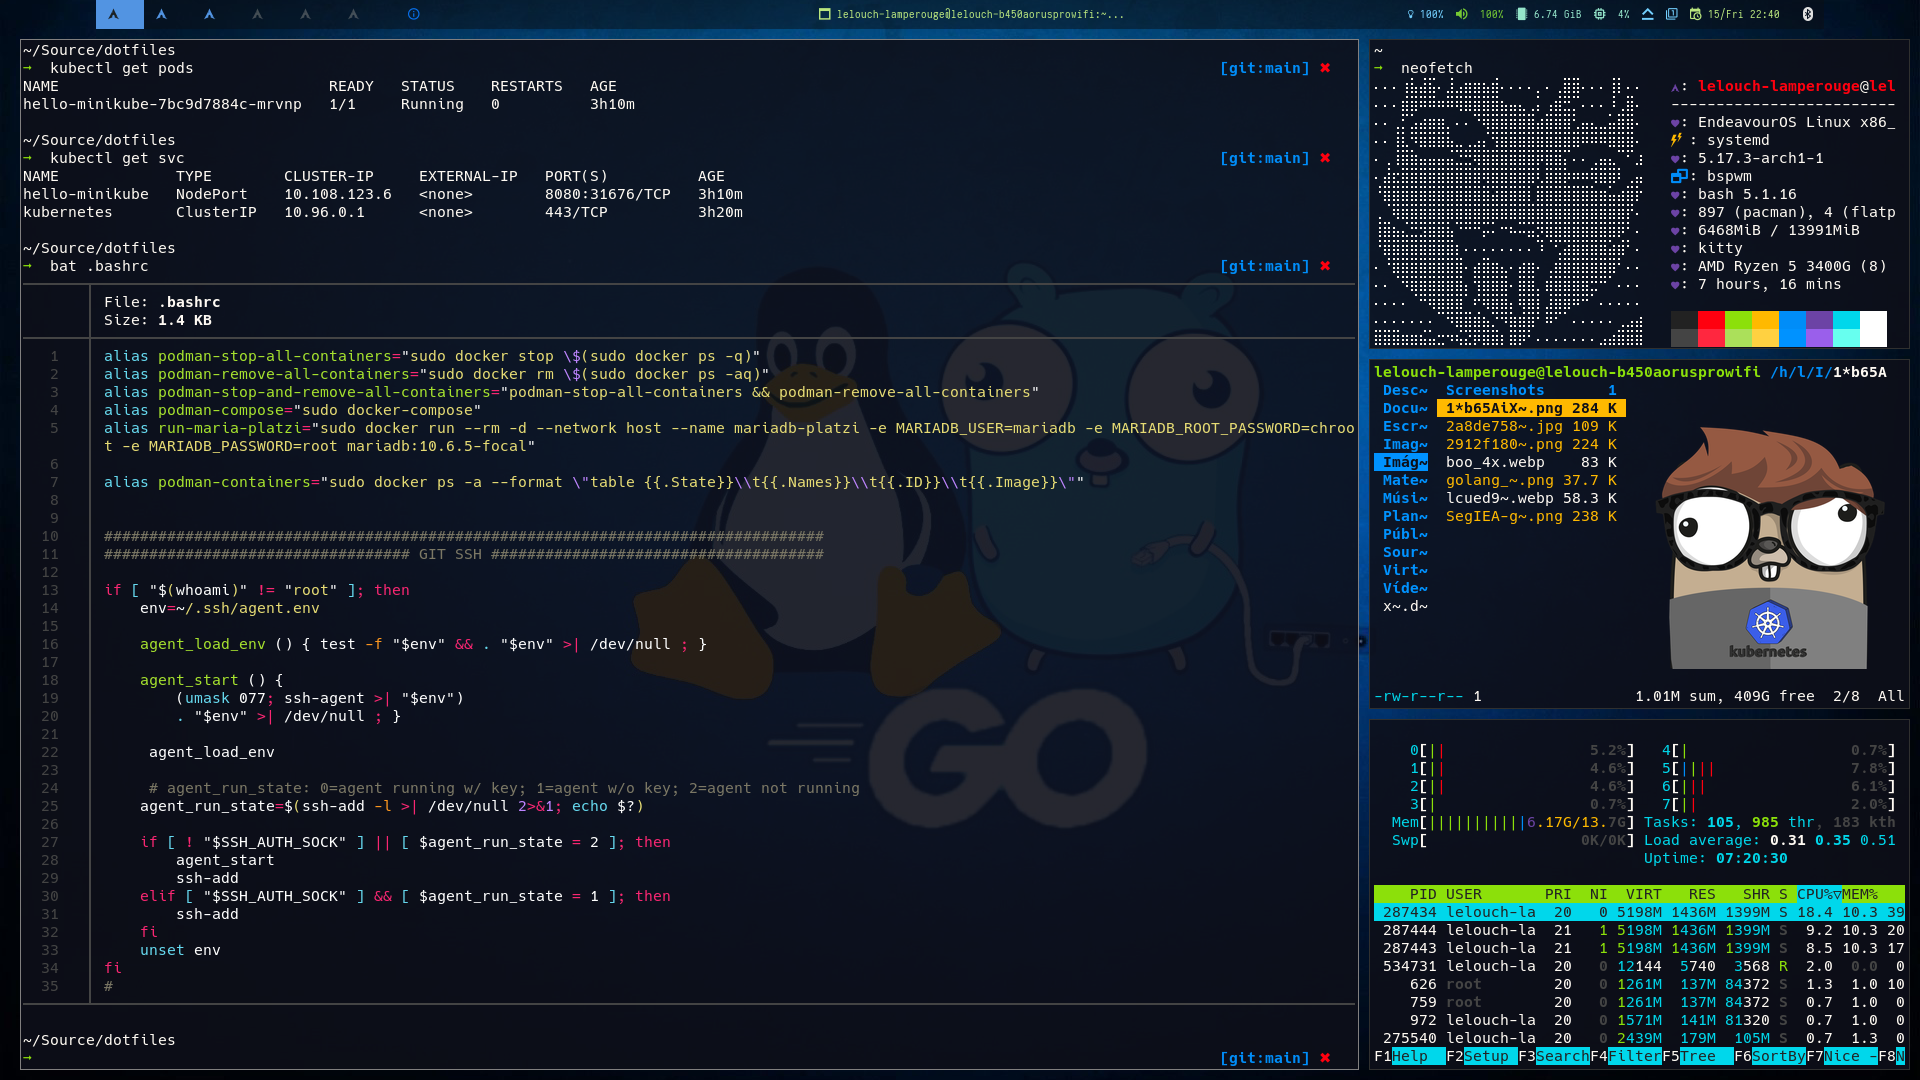 lelouch-lamperouge@lelouch-b450aorusprowifi:~... 100% 100% 6.74 GiB 4% 15/Fri 22:40
~/Source/dotfiles
→ kubectl get pods [git:main] ✖
NAME READY STATUS RESTARTS AGE
hello-minikube-7bc9d7884c-mrvnp 1/1 Running 0 3h10m
~/Source/dotfiles
→ kubectl get svc [git:main] ✖
NAME TYPE CLUSTER-IP EXTERNAL-IP PORT(S) AGE
hello-minikube NodePort 10.108.123.6 <none> 8080:31676/TCP 3h10m
kubernetes ClusterIP 10.96.0.1 <none> 443/TCP 3h20m
~/Source/dotfiles
→ bat .bashrc [git:main] ✖
File: .bashrc
Size: 1.4 KB
1 alias podman-stop-all-containers="sudo docker stop \$(sudo docker ps -q)"
2 alias podman-remove-all-containers="sudo docker rm \$(sudo docker ps -aq)"
3 alias podman-stop-and-remove-all-containers="podman-stop-all-containers && podman-remove-all-containers"
4 alias podman-compose="sudo docker-compose"
5 alias run-maria-platzi="sudo docker run --rm -d --network host --name mariadb-platzi -e MARIADB_USER=mariadb -e MARIADB_ROOT_PASSWORD=chroo
t -e MARIADB_PASSWORD=root mariadb:10.6.5-focal"
6
7 alias podman-containers="sudo docker ps -a --format \"table {{.State}}\\t{{.Names}}\\t{{.ID}}\\t{{.Image}}\""
8
9
10 ################################################################################
11 ################################## GIT SSH #####################################
12
13 if [ "$(whoami)" != "root" ]; then
14 env=~/.ssh/agent.env
15
16 agent_load_env () { test -f "$env" && . "$env" >| /dev/null ; }
17
18 agent_start () {
19 (umask 077; ssh-agent >| "$env")
20 . "$env" >| /dev/null ; }
21
22 agent_load_env
23
24 # agent_run_state: 0=agent running w/ key; 1=agent w/o key; 2=agent not running
25 agent_run_state=$(ssh-add -l >| /dev/null 2>&1; echo $?)
26
27 if [ ! "$SSH_AUTH_SOCK" ] || [ $agent_run_state = 2 ]; then
28 agent_start
29 ssh-add
30 elif [ "$SSH_AUTH_SOCK" ] && [ $agent_run_state = 1 ]; then
31 ssh-add
32 fi
33 unset env
34 fi
35 #
~/Source/dotfiles
→ [git:main] ✖
GO
~
→ neofetch
: lelouch-lamperouge@lel
-------------------------
: EndeavourOS Linux x86_
: systemd
: 5.17.3-arch1-1
: bspwm
: bash 5.1.16
: 897 (pacman), 4 (flatp
: 6468MiB / 13991MiB
: kitty
: AMD Ryzen 5 3400G (8)
: 7 hours, 16 mins
lelouch-lamperouge@lelouch-b450aorusprowifi /h/l/I/1*b65A
Desc~ Screenshots 1
Docu~ 1*b65AiX~.png 284 K
Escr~ 2a8de758~.jpg 109 K
Imag~ 2912f180~.png 224 K
Imág~ boo_4x.webp 83 K
Mate~ golang_~.png 37.7 K
Músi~ lcued9~.webp 58.3 K
Plan~ SegIEA-g~.png 238 K
Públ~
Sour~
Virt~
Víde~
x~.d~
kubernetes
-rw-r--r-- 1 1.01M sum, 409G free 2/8 All
0[|| 5.2%] 4[| 0.7%]
1[|| 4.6%] 5[|||| 7.8%]
2[|| 4.6%] 6[||| 6.1%]
3[| 0.7%] 7[|| 2.0%]
Mem[|||||||||||6.17G/13.7G] Tasks: 105, 985 thr, 183 kth
Swp[ 0K/0K] Load average: 0.31 0.35 0.51
Uptime: 07:20:30
PID USER PRI NI VIRT RES SHR S CPU%▽MEM%
287434 lelouch-la 20 0 5198M 1436M 1399M S 18.4 10.3 39
287444 lelouch-la 21 1 5198M 1436M 1399M S 9.2 10.3 20
287443 lelouch-la 21 1 5198M 1436M 1399M S 8.5 10.3 17
534731 lelouch-la 20 0 12144 5740 3568 R 2.0 0.0 0
626 root 20 0 1261M 137M 84372 S 1.3 1.0 10
759 root 20 0 1261M 137M 84372 S 0.7 1.0 0
972 lelouch-la 20 0 1571M 141M 81320 S 0.7 1.0 0
275540 lelouch-la 20 0 2439M 179M 105M S 0.7 1.3 0
F1Help F2Setup F3SearchF4FilterF5Tree F6SortByF7Nice -F8N